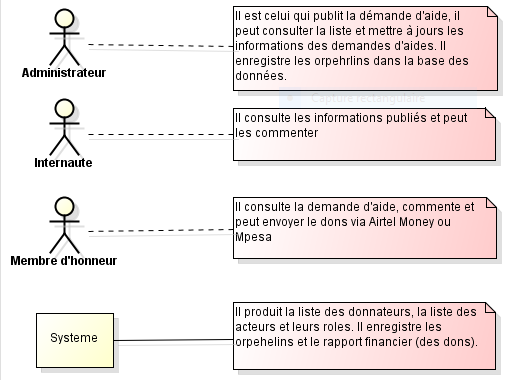 Il est celui qui publit la démande d'aide, il
peut consulter la liste et mettre à jours les
informations des demandes d'aides. Il
enregistre les orpehrlins dans la base des
données.
Administrateur
Capture rectangulaire
Il consulte les informations publiés et peut
les commenter
Internaute
Il consulte la demande d'aide, commente et
peut envoyer le dons via Airtel Money ou
Mpesa
Membre d'honneur
Il produit la liste des donnateurs, la liste des
acteurs et leurs roles. Il enregistre les
orpehelins et le rapport financier (des dons).
Systeme